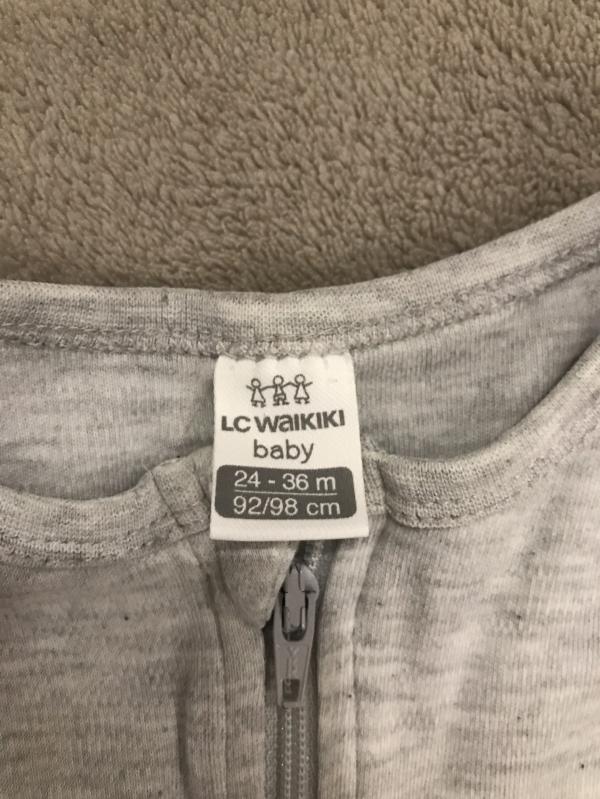 LC WAIKIKI
baby
24 - 36 m
92/98 cm